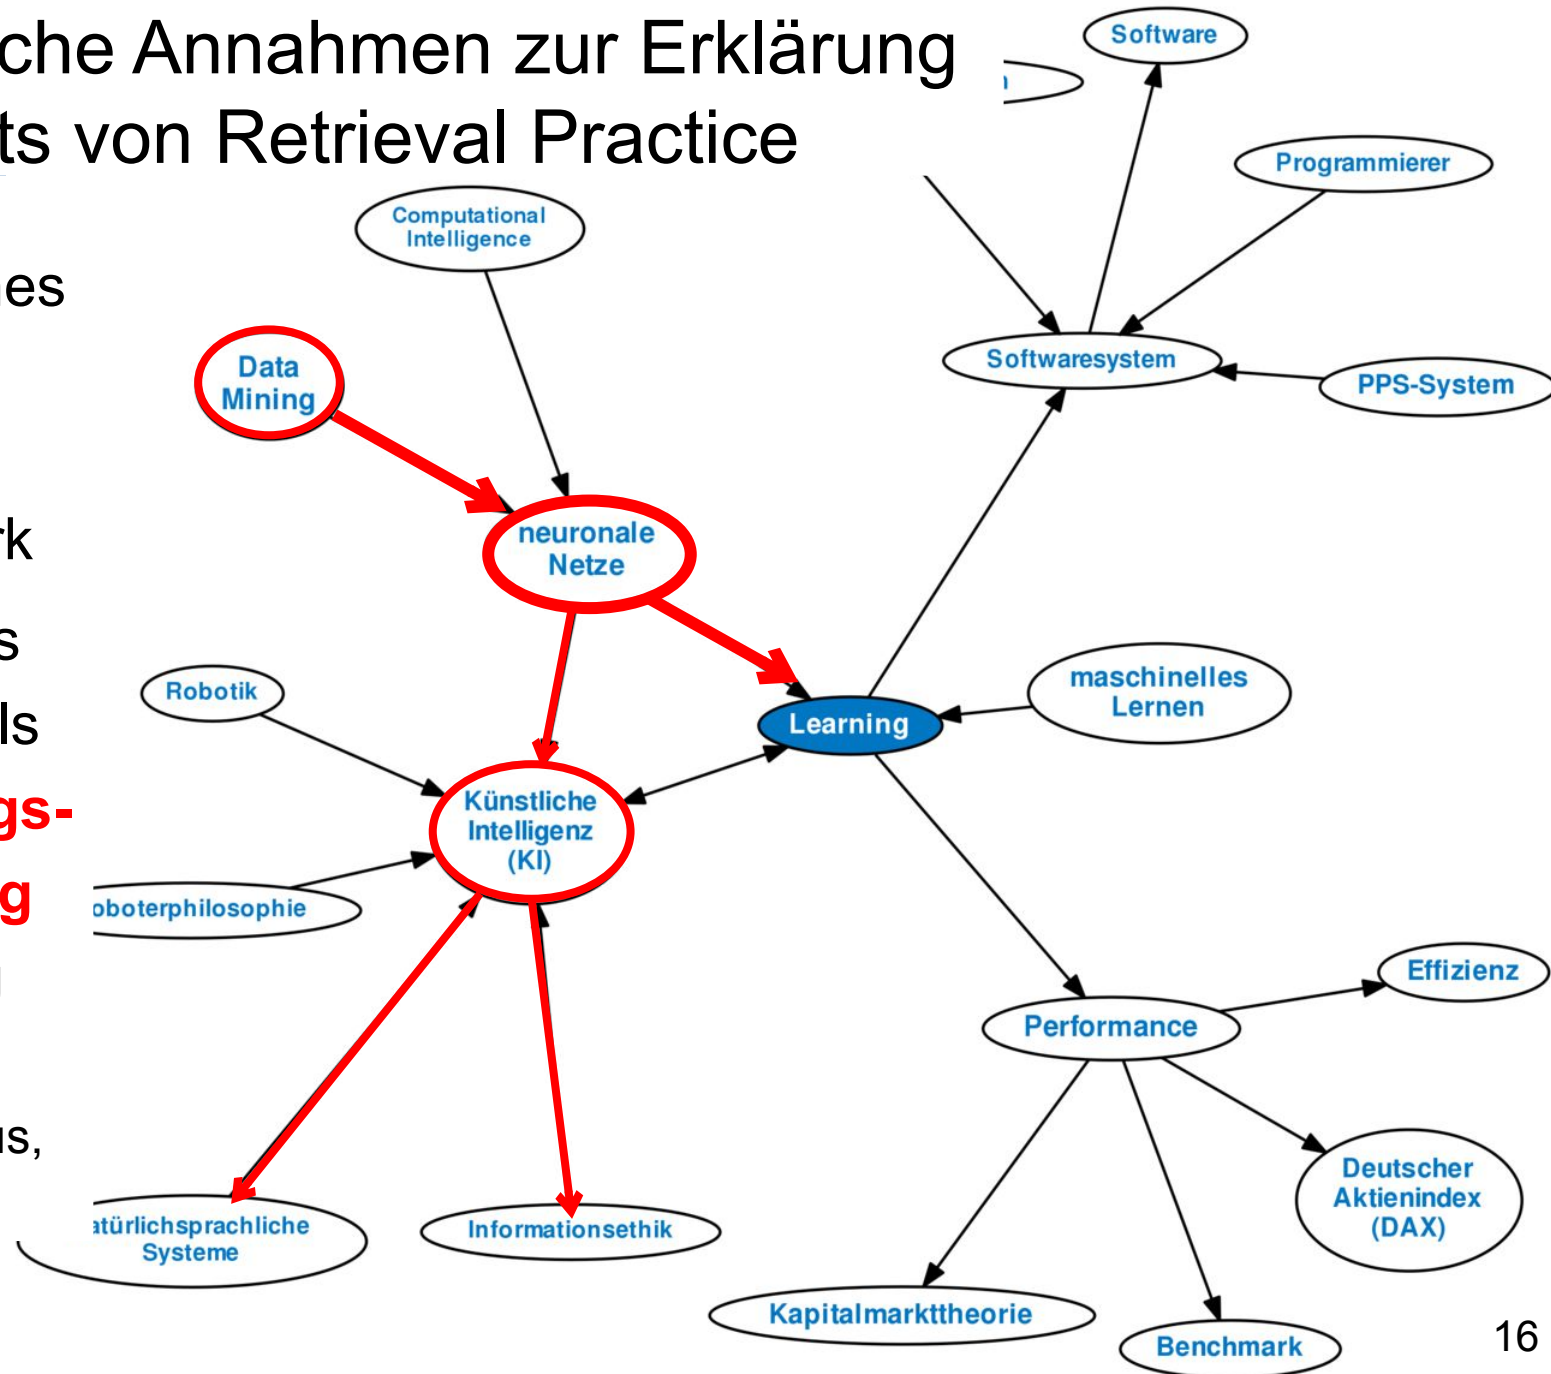 che Annahmen zur Erklärung
ts von Retrieval Practice
nes
rk
s
ls
gs-
g
us,
Software
Programmierer
Computational
Intelligence
Softwaresystem
PPS-System
Data
Mining
neuronale
Netze
maschinelles
Lernen
Robotik
Learning
Künstliche
Intelligenz
(KI)
oboterphilosophie
Effizienz
Performance
Deutscher
Aktienindex
(DAX)
atürlichsprachliche
Systeme
Informationsethik
Kapitalmarkttheorie
Benchmark
16